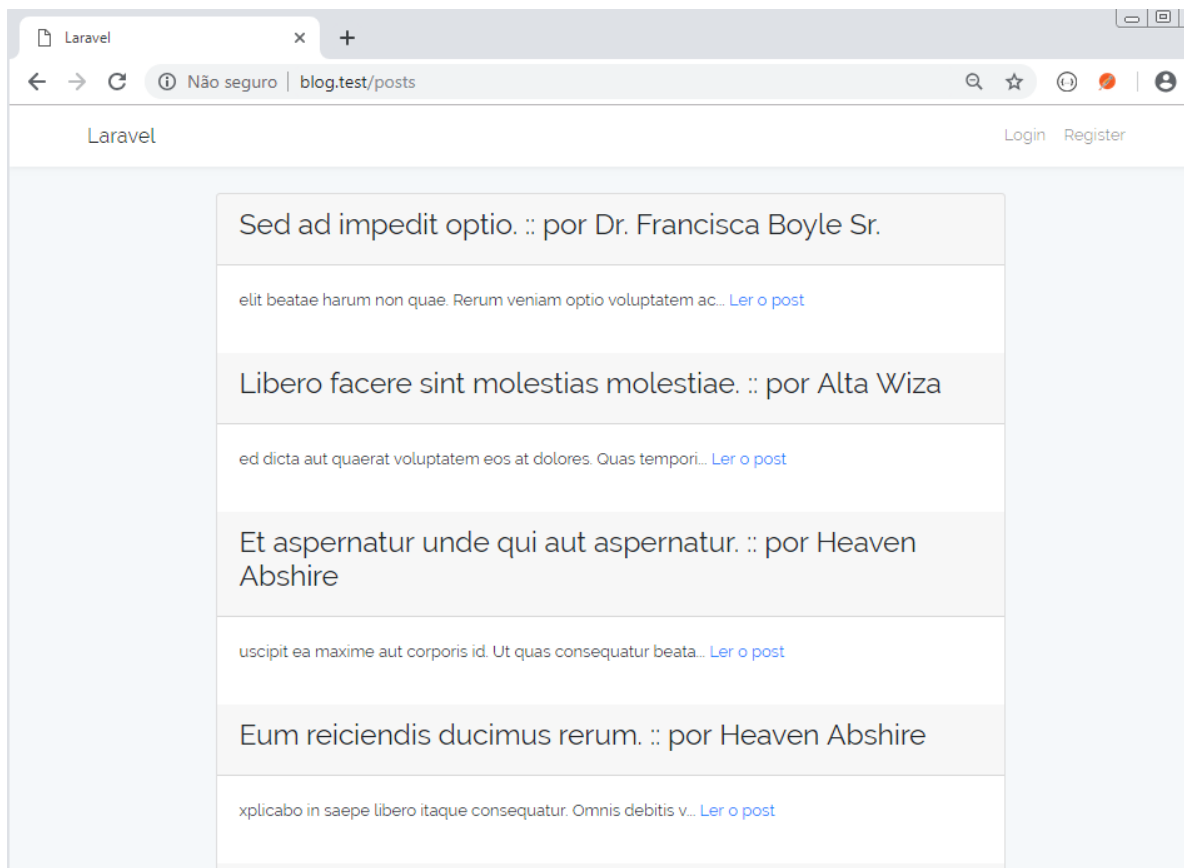 Laravel
Não seguro | blog.test/posts
Laravel
Login Register
Sed ad impedit optio. :: por Dr. Francisca Boyle Sr.
elit beatae harum non quae. Rerum veniam optio voluptatem ac... Ler o post
Libero facere sint molestias molestiae. :: por Alta Wiza
ed dicta aut quaerat voluptatem eos at dolores. Quas tempori... Ler o post
Et aspernatur unde qui aut aspernatur. :: por Heaven
Abshire
uscipit ea maxime aut corporis id. Ut quas consequatur beata... Ler o post
Eum reiciendis ducimus rerum. :: por Heaven Abshire
xplicabo in saepe libero itaque consequatur. Omnis debitis v... Ler o post